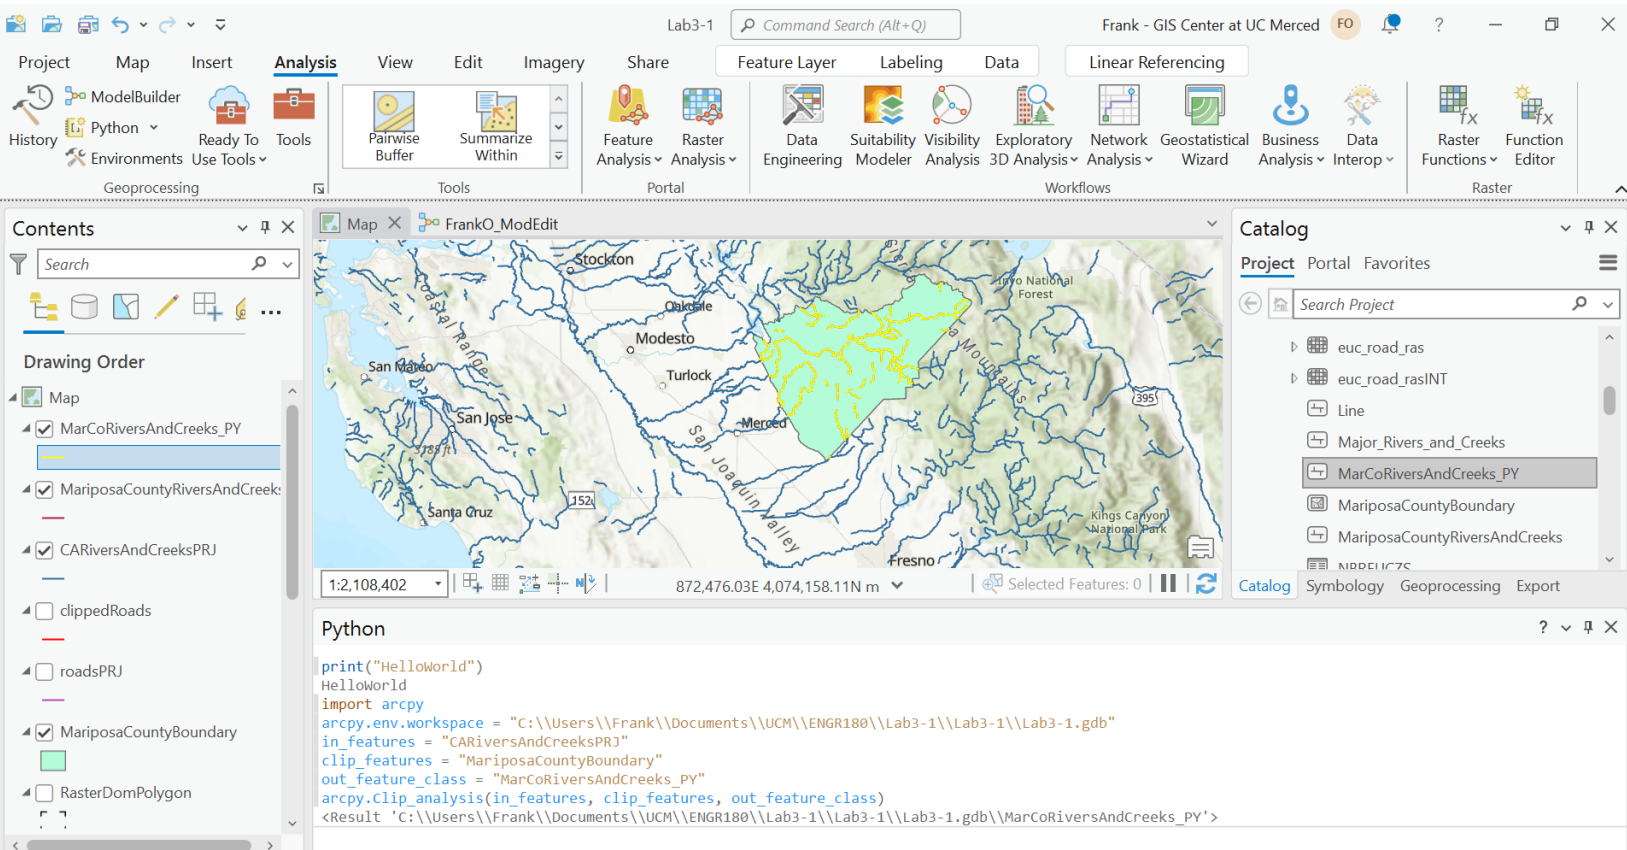 Lab3-1
Command Search (Alt+Q)
Frank - GIS Center at UC Merced
FO
?
Project
Map
Insert
Analysis
View
Edit
Imagery
Share
Feature Layer
Labeling
Data
Linear Referencing
History
ModelBuilder
Python
Environments
Ready To
Use Tools
Tools
Geoprocessing
Pairwise
Buffer
Summarize
Within
Tools
Feature
Analysis
Raster
Analysis
Portal
Data
Engineering
Suitability
Modeler
Visibility
Analysis
Exploratory
3D Analysis
Network
Analysis
Geostatistical
Wizard
Business
Analysis
Data
Interop
Workflows
Raster
Functions
Function
Editor
Raster
Contents
Search
Drawing Order
Map
MarCoRiversAndCreeks_PY
MariposaCountyRiversAndCreeks
CARiversAndCreeksPRJ
clippedRoads
roadsPRJ
MariposaCountyBoundary
RasterDomPolygon
Map
FrankO_ModEdit
Stockton
Oakdale
Modesto
Turlock
San Mateo
San Jose
Merced
Santa Cruz
Fresno
Coastal Ranges
San Joaquin Valley
Inyo National
Forest
Kings Canyon
National Park
395
152
1:2,108,402
872,476.03E 4,074,158.11N m
Selected Features: 0
Catalog
Project
Portal
Favorites
Search Project
euc_road_ras
euc_road_rasINT
Line
Major_Rivers_and_Creeks
MarCoRiversAndCreeks_PY
MariposaCountyBoundary
MariposaCountyRiversAndCreeks
Catalog
Symbology
Geoprocessing
Export
Python
?
print("HelloWorld")
HelloWorld
import arcpy
arcpy.env.workspace = "C:\\Users\\Frank\\Documents\\UCM\\ENGR180\\Lab3-1\\Lab3-1\\Lab3-1.gdb"
in_features = "CARiversAndCreeksPRJ"
clip_features = "MariposaCountyBoundary"
out_feature_class = "MarCoRiversAndCreeks_PY"
arcpy.Clip_analysis(in_features, clip_features, out_feature_class)
<Result 'C:\\Users\\Frank\\Documents\\UCM\\ENGR180\\Lab3-1\\Lab3-1\\Lab3-1.gdb\\MarCoRiversAndCreeks_PY'>